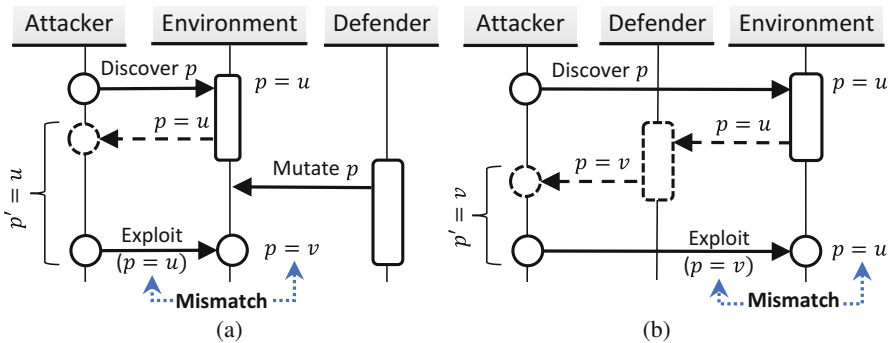 Attacker Environment Defender
Discover p
p = u
p = u
Mutate p
p′ = u
Exploit
(p = u)
p = v
Mismatch
(a)
Attacker Defender Environment
Discover p
p = u
p = u
p = v
p′ = v
Exploit
(p = v)
p = u
Mismatch
(b)